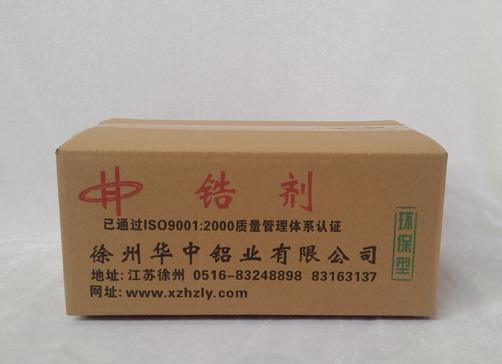 锆剂
已通过ISO9001:2000质量管理体系认证
徐州华中铝业有限公司
地址:江苏徐州 0516-83248898 83163137
网址:www.xzhzly.com
环保型